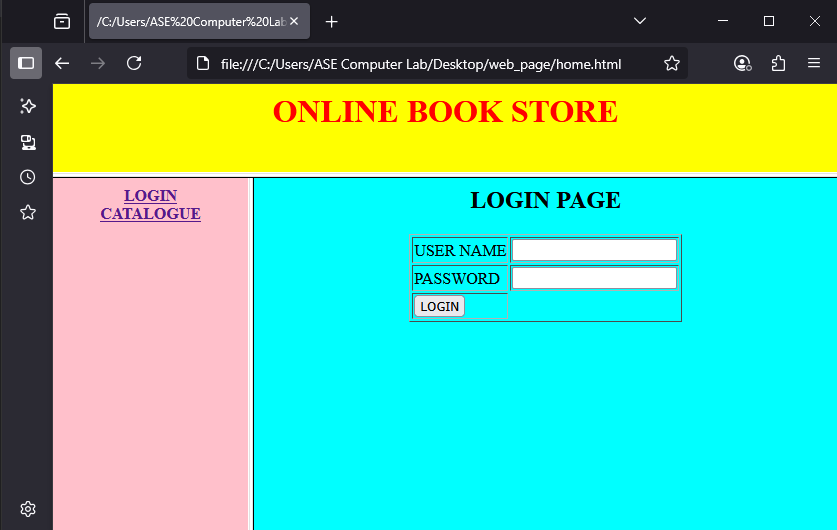 /C:/Users/ASE%20Computer%20Lab
file:///C:/Users/ASE Computer Lab/Desktop/web_page/home.html
ONLINE BOOK STORE
LOGIN
CATALOGUE
LOGIN PAGE
USER NAME
PASSWORD
LOGIN